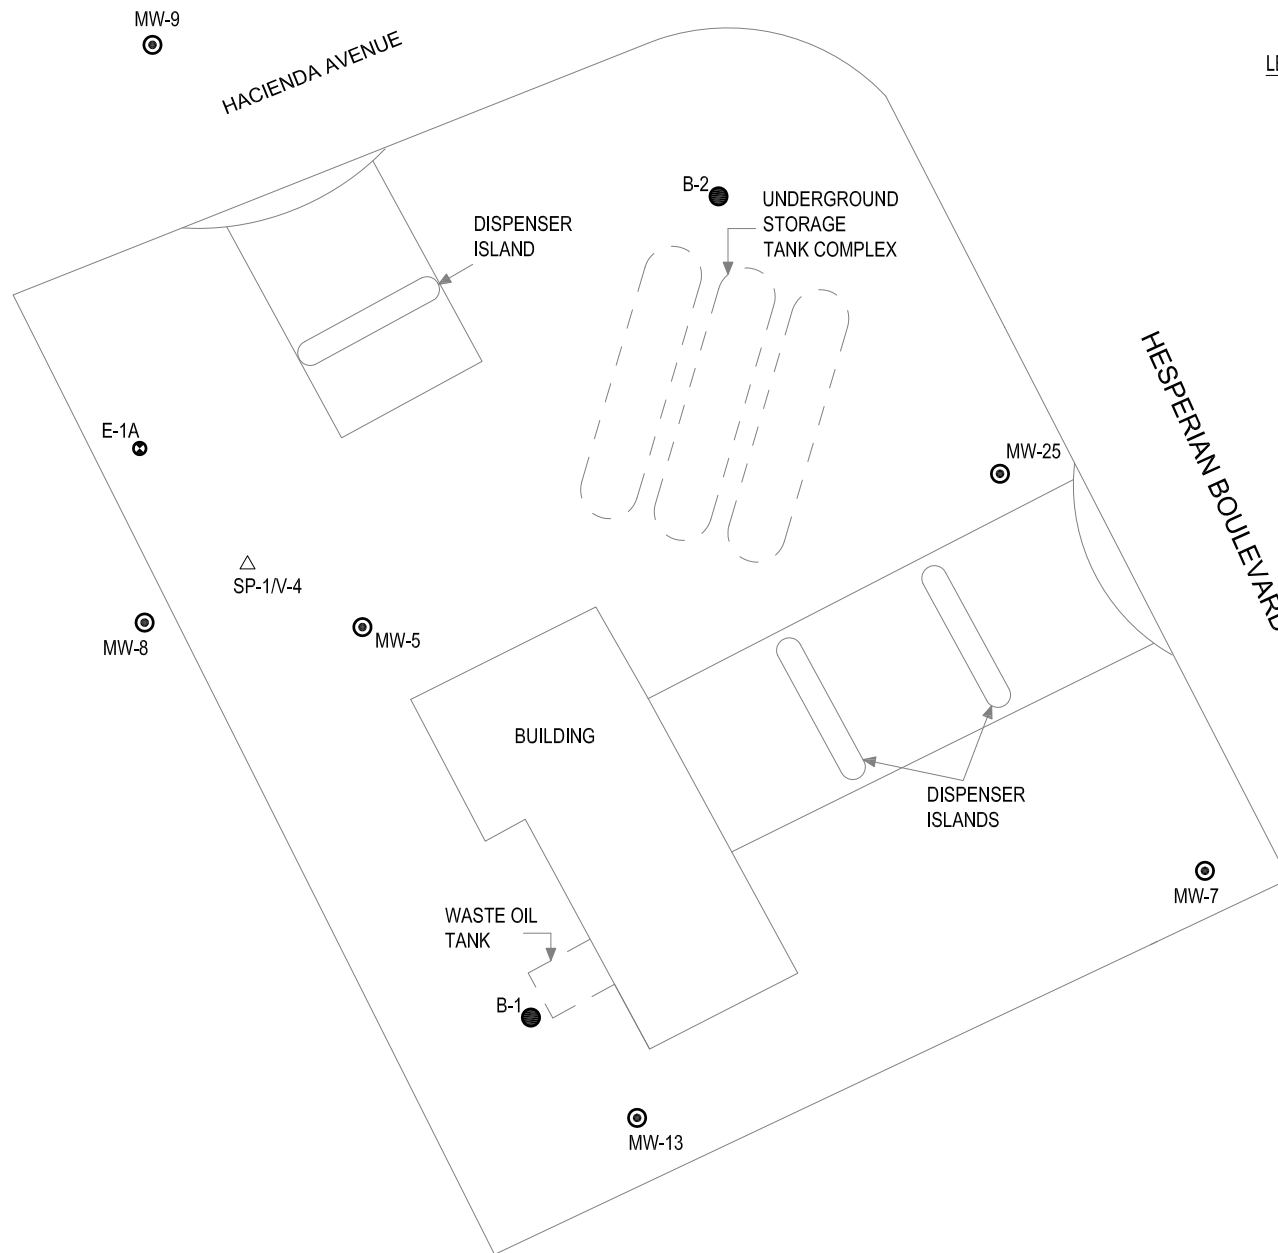 MW-9
HACIENDA AVENUE
B-2
UNDERGROUND
STORAGE
TANK COMPLEX
DISPENSER
ISLAND
HESPERIAN BOULEVARD
E-1A
MW-25
SP-1/V-4
MW-8
MW-5
BUILDING
DISPENSER
ISLANDS
MW-7
WASTE OIL
TANK
B-1
MW-13